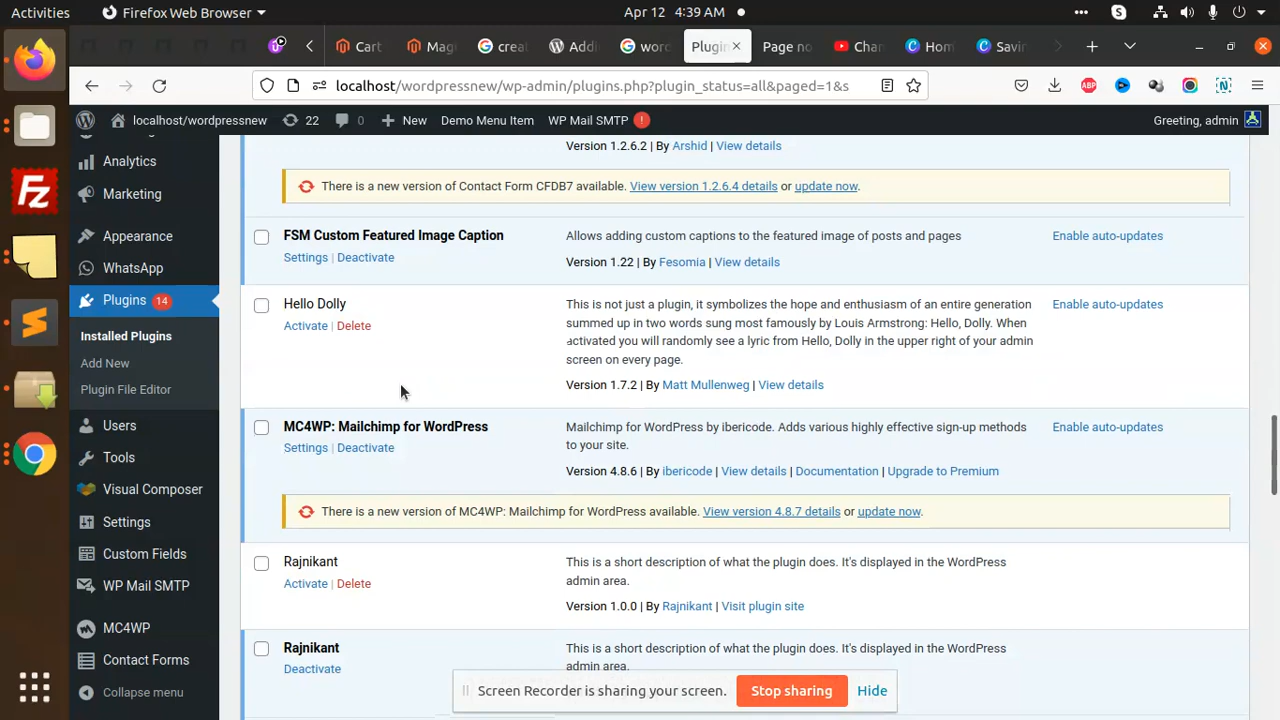 Activities
Firefox Web Browser
Apr 12 4:39 AM
Cart
Mag
crea
Addi
word
Plugin
Page no
Chan
Hom
Savin
localhost/wordpressnew/wp-admin/plugins.php?plugin_status=all&paged=1&s
ABP
N
localhost/wordpressnew
22
0
New
Demo Menu Item
WP Mail SMTP !
Greeting, admin
Analytics
Marketing
Appearance
WhatsApp
Plugins 14
Installed Plugins
Add New
Plugin File Editor
Users
Tools
Visual Composer
Settings
Custom Fields
WP Mail SMTP
MC4WP
Contact Forms
Collapse menu
Version 1.2.6.2 | By Arshid | View details
There is a new version of Contact Form CFDB7 available. View version 1.2.6.4 details or update now.
FSM Custom Featured Image Caption
Settings | Deactivate
Allows adding custom captions to the featured image of posts and pages
Version 1.22 | By Fesomia | View details
Enable auto-updates
Hello Dolly
Activate | Delete
This is not just a plugin, it symbolizes the hope and enthusiasm of an entire generation
summed up in two words sung most famously by Louis Armstrong: Hello, Dolly. When
activated you will randomly see a lyric from Hello, Dolly in the upper right of your admin
screen on every page.
Version 1.7.2 | By Matt Mullenweg | View details
Enable auto-updates
MC4WP: Mailchimp for WordPress
Settings | Deactivate
Mailchimp for WordPress by ibericode. Adds various highly effective sign-up methods
to your site.
Version 4.8.6 | By ibericode | View details | Documentation | Upgrade to Premium
Enable auto-updates
There is a new version of MC4WP: Mailchimp for WordPress available. View version 4.8.7 details or update now.
Rajnikant
Activate | Delete
This is a short description of what the plugin does. It's displayed in the WordPress
admin area.
Version 1.0.0 | By Rajnikant | Visit plugin site
Rajnikant
Deactivate
This is a short description of what the plugin does. It's displayed in the WordPress
admin area.
Screen Recorder is sharing your screen.
Stop sharing
Hide